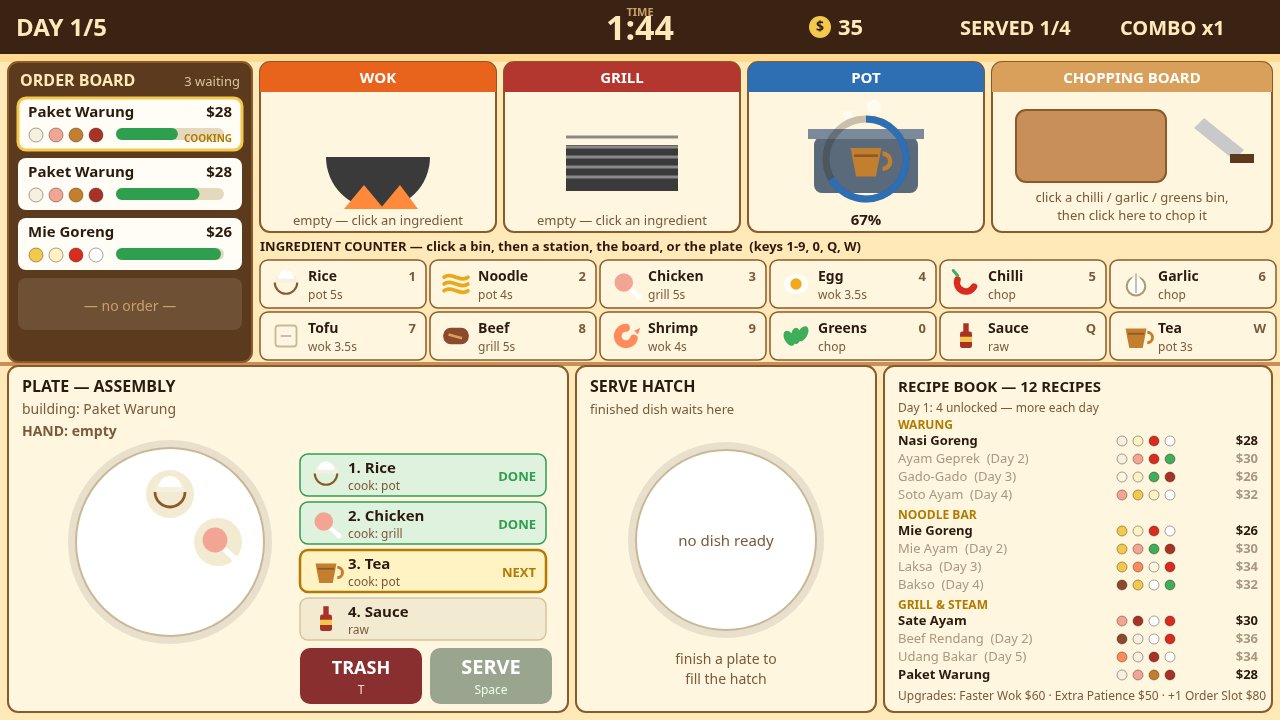 DAY 1/5
TIME
1:44
$ 35
SERVED 1/4
COMBO x1
ORDER BOARD
3 waiting
Paket Warung $28
COOKING
Paket Warung $28
Mie Goreng $26
— no order —
WOK
empty — click an ingredient
GRILL
empty — click an ingredient
POT
67%
CHOPPING BOARD
click a chilli / garlic / greens bin,
then click here to chop it
INGREDIENT COUNTER — click a bin, then a station, the board, or the plate (keys 1-9, 0, Q, W)
Rice 1
pot 5s
Noodle 2
pot 4s
Chicken 3
grill 5s
Egg 4
wok 3.5s
Chilli 5
chop
Garlic 6
chop
Tofu 7
wok 3.5s
Beef 8
grill 5s
Shrimp 9
wok 4s
Greens 0
chop
Sauce Q
raw
Tea W
pot 3s
PLATE — ASSEMBLY
building: Paket Warung
HAND: empty
1. Rice
cook: pot
DONE
2. Chicken
cook: grill
DONE
3. Tea
cook: pot
NEXT
4. Sauce
raw
TRASH
T
SERVE
Space
SERVE HATCH
finished dish waits here
no dish ready
finish a plate to
fill the hatch
RECIPE BOOK — 12 RECIPES
Day 1: 4 unlocked — more each day
WARUNG
Nasi Goreng $28
Ayam Geprek (Day 2) $30
Gado-Gado (Day 3) $26
Soto Ayam (Day 4) $32
NOODLE BAR
Mie Goreng $26
Mie Ayam (Day 2) $30
Laksa (Day 3) $34
Bakso (Day 4) $32
GRILL & STEAM
Sate Ayam $30
Beef Rendang (Day 2) $36
Udang Bakar (Day 5) $34
Paket Warung $28
Upgrades: Faster Wok $60 · Extra Patience $50 · +1 Order Slot $80